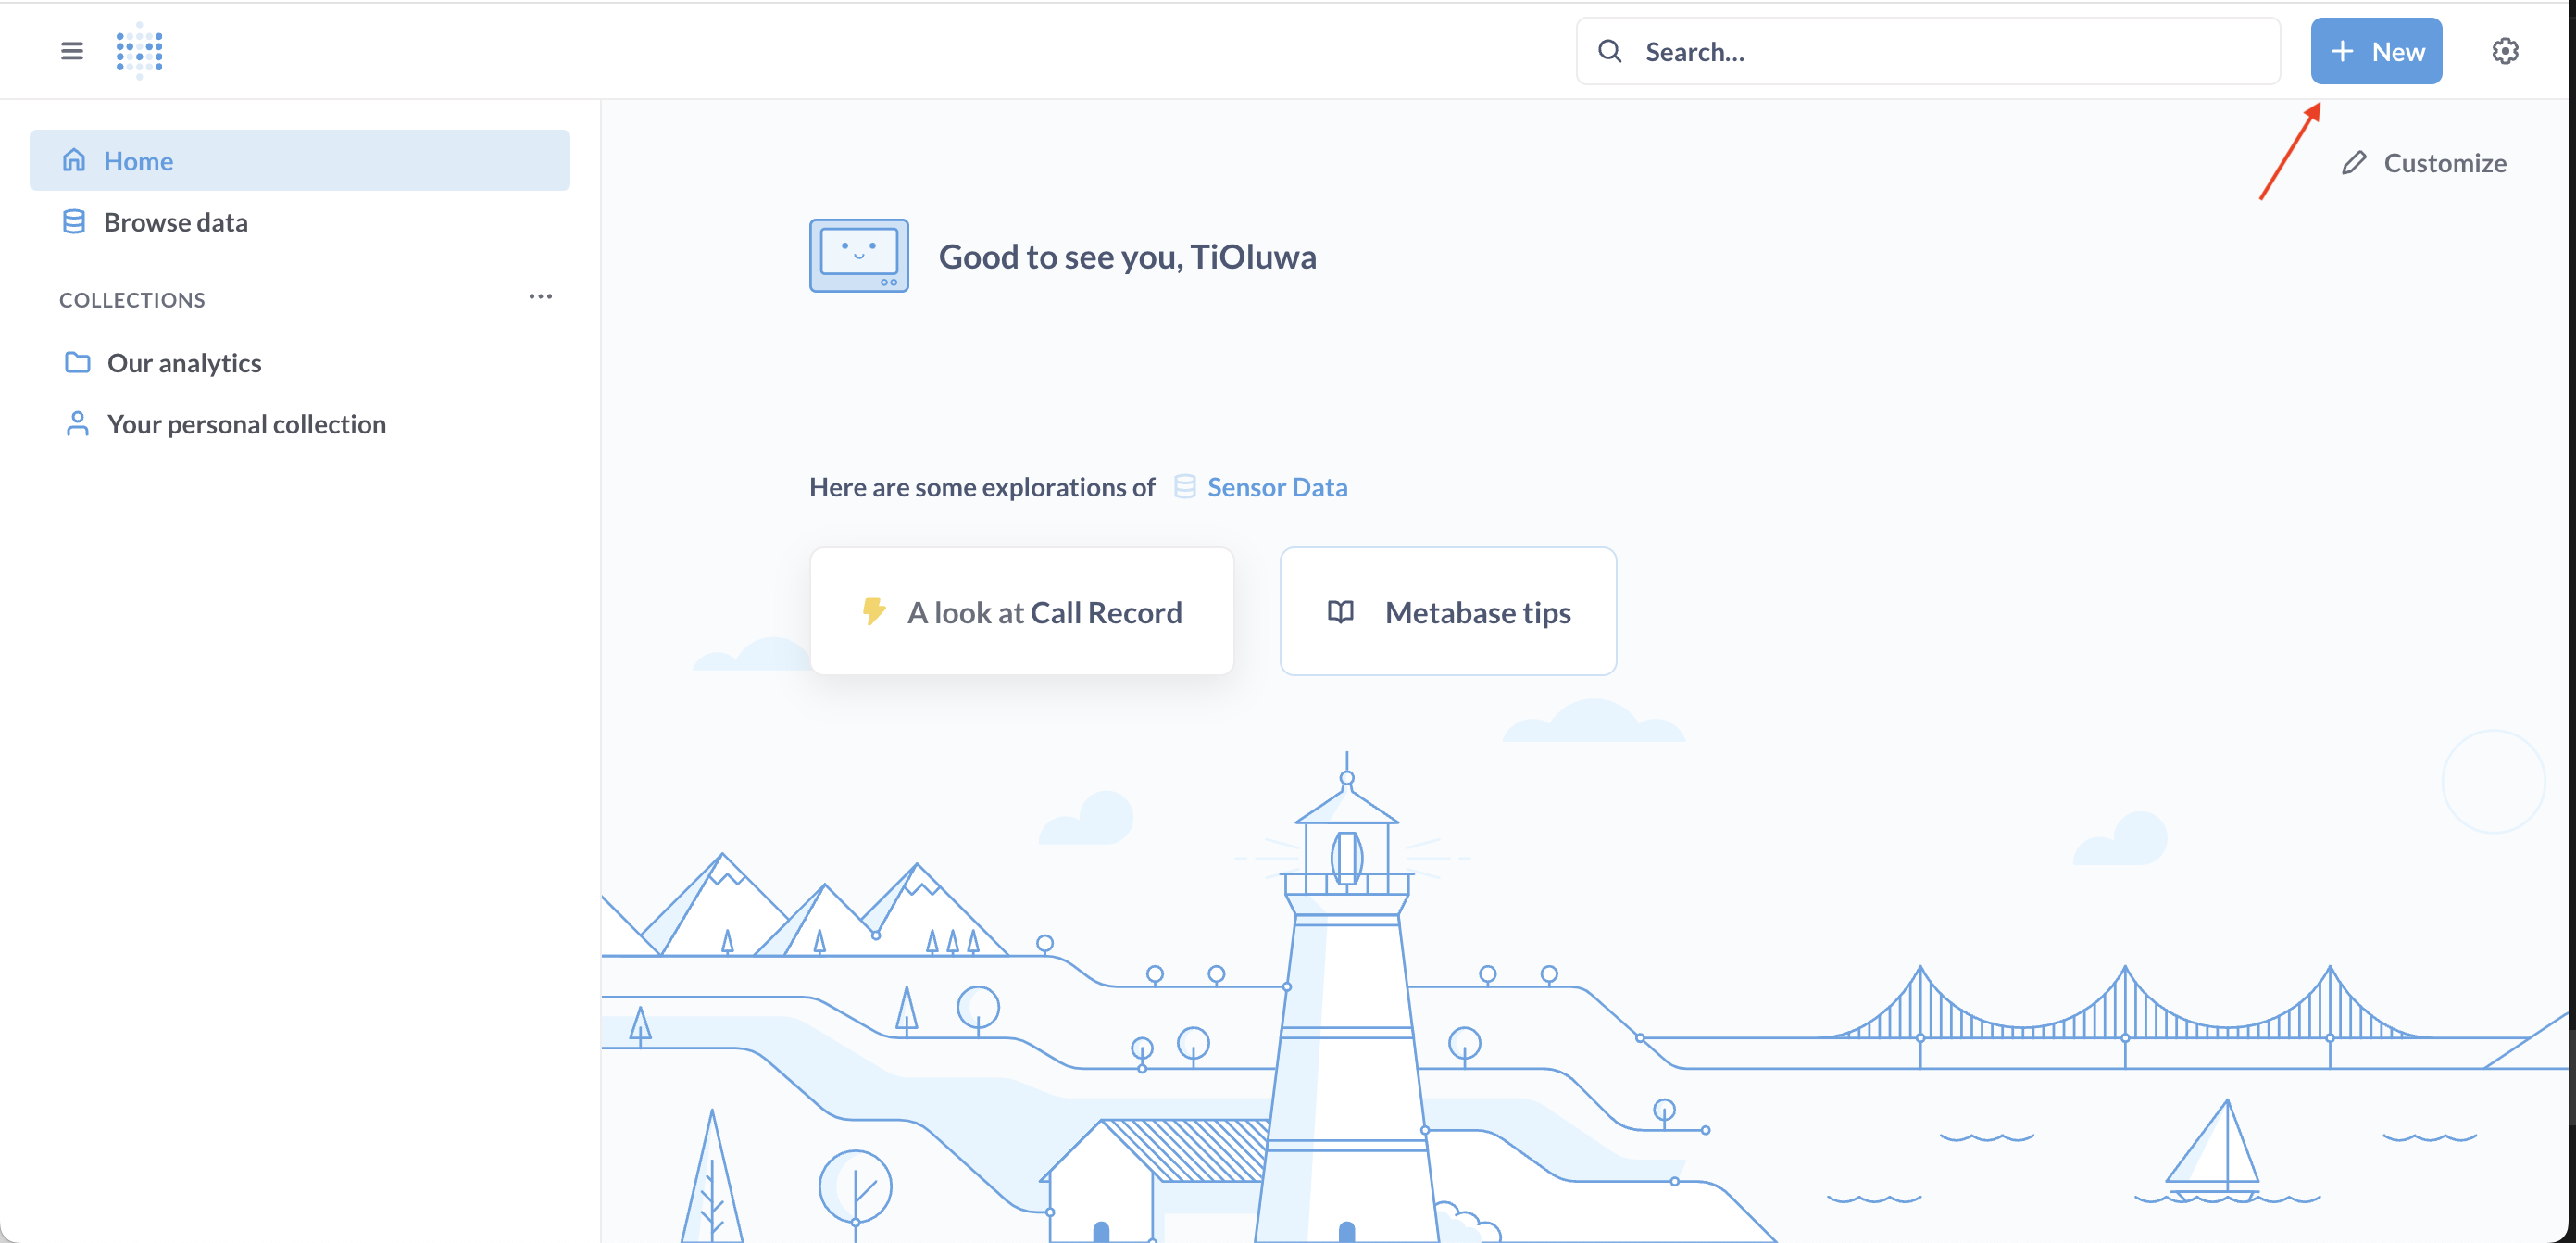 Search...
New
Home
Browse data
COLLECTIONS
Our analytics
Your personal collection
Customize
Good to see you, TiOluwa
Here are some explorations of Sensor Data
A look at Call Record
Metabase tips